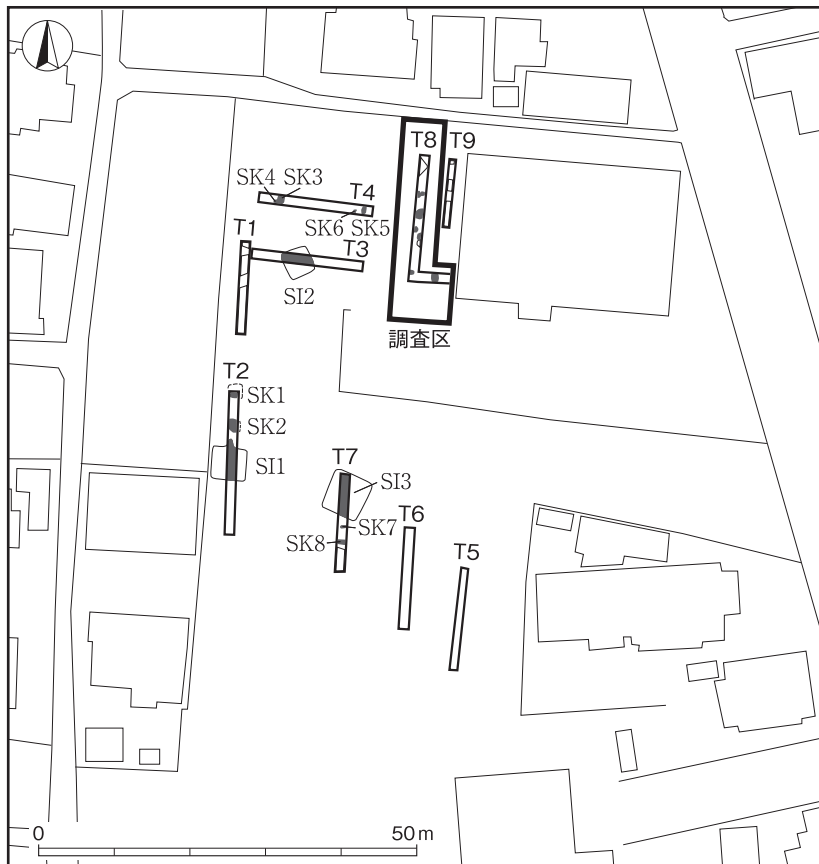 T8 T9
SK4 SK3
T4
SK6 SK5
T1
T3
SI2
調査区
T2
SK1
SK2
SI1
T7
SI3
T6
SK7
SK8
T5
0 50m